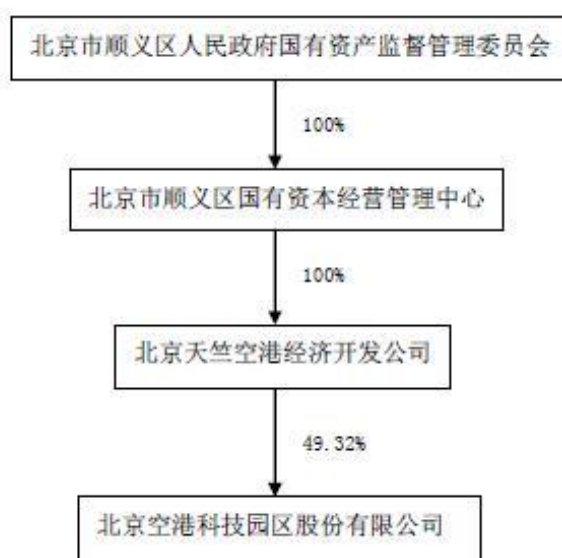 北京市顺义区人民政府国有资产监督管理委员会
100%
北京市顺义区国有资本经营管理中心
100%
北京天竺空港经济开发公司
49.32%
北京空港科技园区股份有限公司